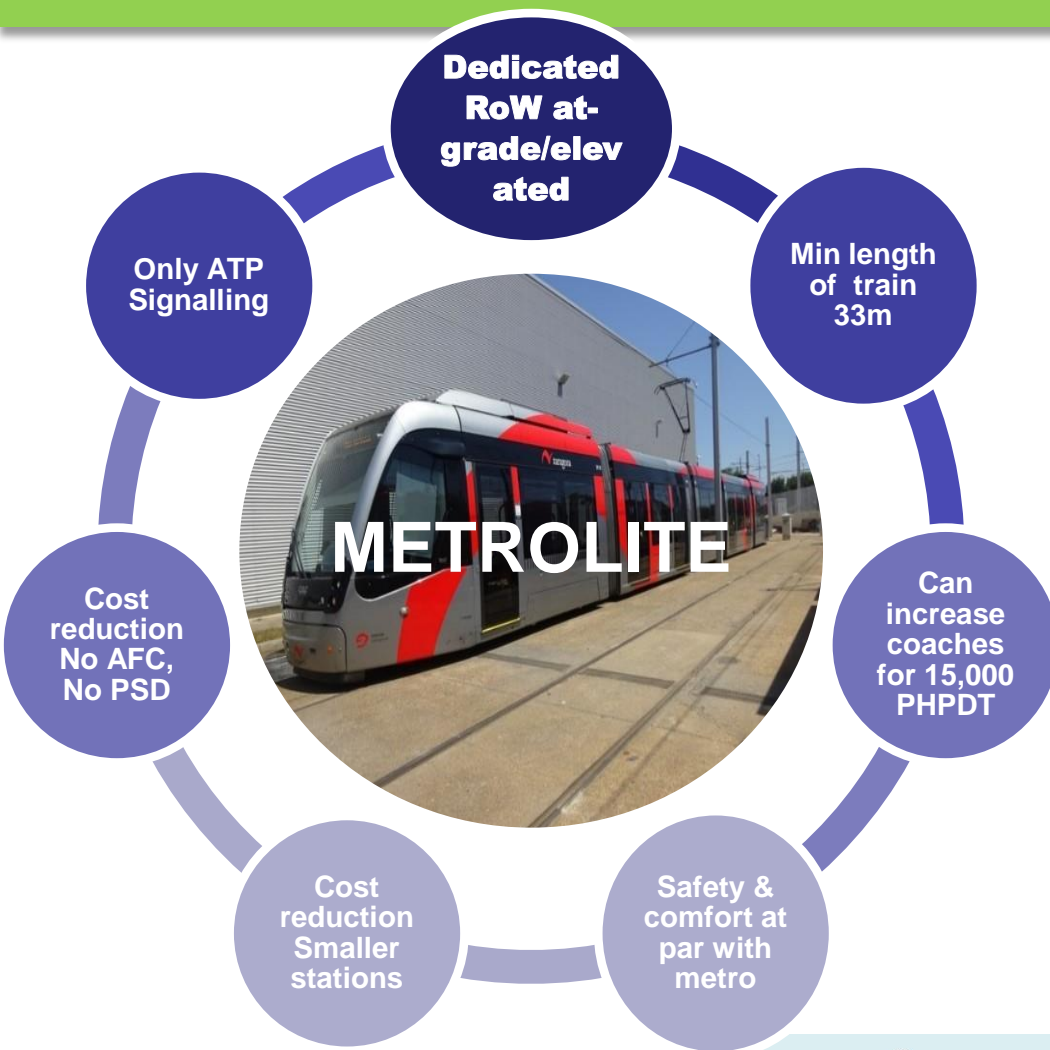 Dedicated
RoW at-
grade/elev
ated
Min length
of train
33m
Can
increase
coaches
for 15,000
PHPDT
Safety &
comfort at
par with
metro
Cost
reduction
Smaller
stations
Cost
reduction
No AFC,
No PSD
Only ATP
Signalling
METROLITE